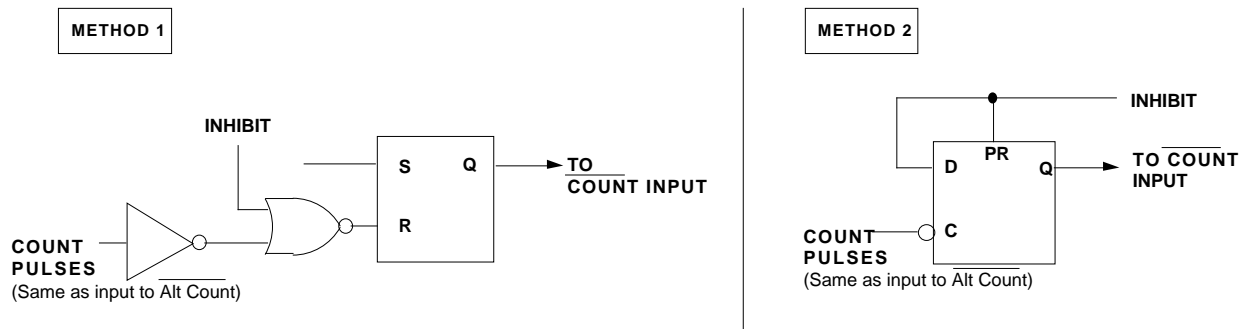 METHOD 1
INHIBIT
S
Q
TO
COUNT INPUT
R
COUNT
PULSES
(Same as input to Alt Count)
METHOD 2
INHIBIT
PR
D
Q
TO COUNT
INPUT
C
COUNT
PULSES
(Same as input to Alt Count)